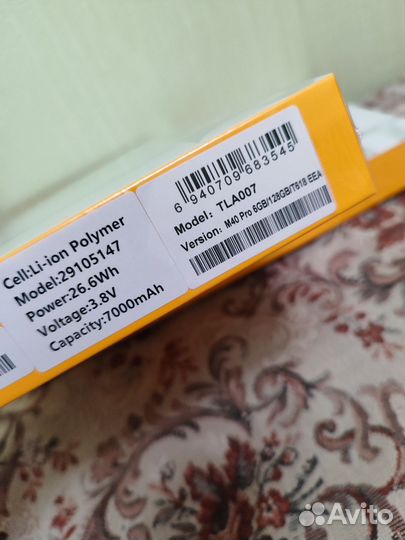 Cell:Li-ion Polymer
Model:29105147
Power:26.6Wh
Voltage:3.8V
Capacity:7000mAh
6 940709 683545
Model: TLA007
Version: M40 Pro 6GB/128GB/T618 EEA
Avito